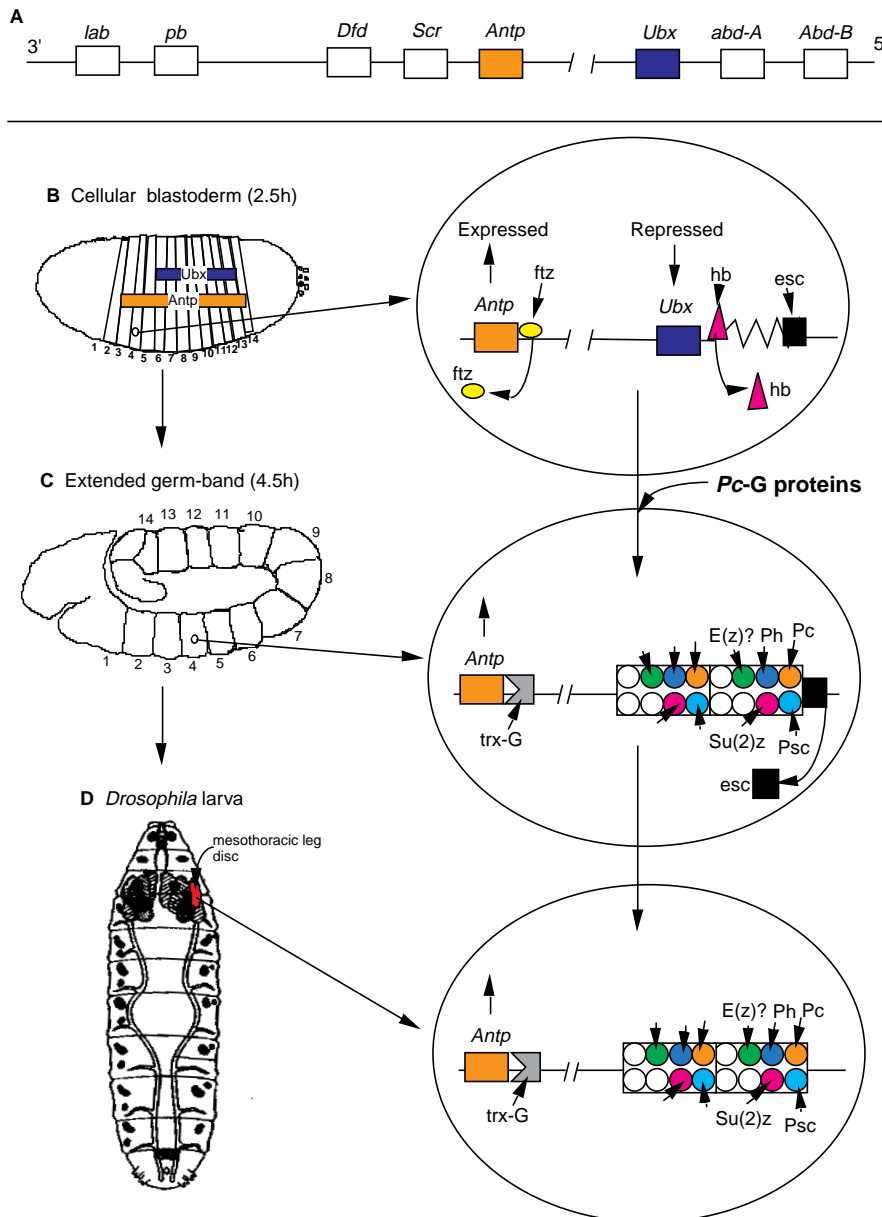 A
lab pb Dfd Scr Antp Ubx abd-A Abd-B
3' 5'
B Cellular blastoderm (2.5h)
Ubx
Antp
1 2 3 4 5 6 7 8 9 10 11 12 13 14
Expressed Repressed
ftz hb esc
Antp Ubx
ftz hb
Pc-G proteins
C Extended germ-band (4.5h)
14 13 12 11 10 9 8 7 6 5 4 3 2 1
E(z)? Ph Pc
Antp
trx-G Su(2)z Psc
esc
D Drosophila larva
mesothoracic leg
disc
E(z)? Ph Pc
Antp
trx-G Su(2)z Psc